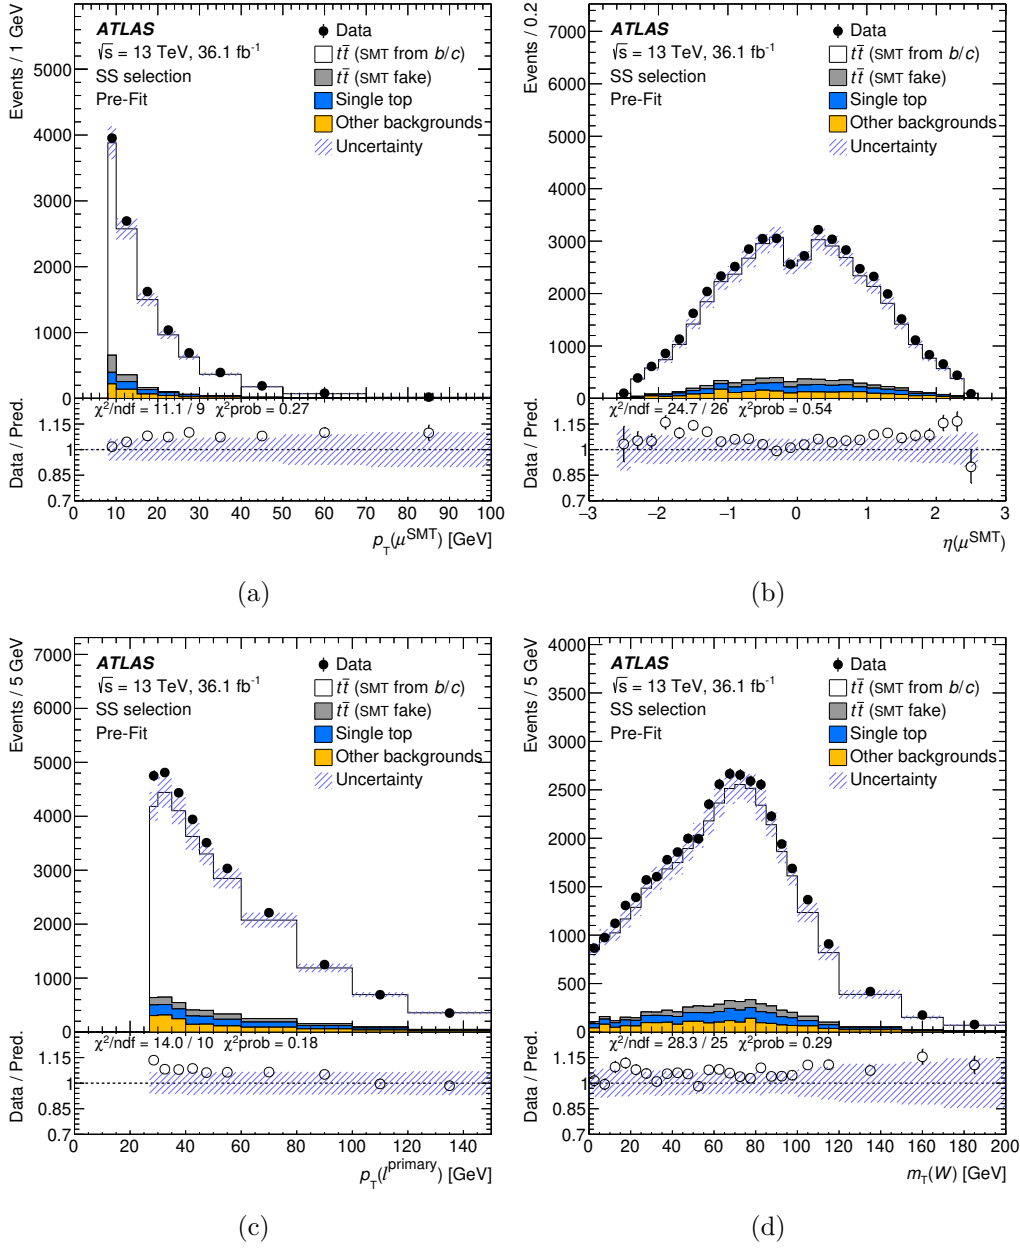 Events / 1 GeV
5000
4000
3000
2000
1000
0
ATLAS
√s = 13 TeV, 36.1 fb⁻¹
SS selection
Pre-Fit
Data
tt̄ (SMT from b/c)
tt̄ (SMT fake)
Single top
Other backgrounds
Uncertainty
χ²/ndf = 11.1 / 9 χ²prob = 0.27
Data / Pred.
1.15
1
0.85
0.7
0 10 20 30 40 50 60 70 80 90 100
p_T(μ^SMT) [GeV]
(a)
Events / 0.2
7000
6000
5000
4000
3000
2000
1000
0
ATLAS
√s = 13 TeV, 36.1 fb⁻¹
SS selection
Pre-Fit
Data
tt̄ (SMT from b/c)
tt̄ (SMT fake)
Single top
Other backgrounds
Uncertainty
χ²/ndf = 24.7 / 26 χ²prob = 0.54
Data / Pred.
1.15
1
0.85
0.7
−3 −2 −1 0 1 2 3
η(μ^SMT)
(b)
Events / 5 GeV
7000
6000
5000
4000
3000
2000
1000
0
ATLAS
√s = 13 TeV, 36.1 fb⁻¹
SS selection
Pre-Fit
Data
tt̄ (SMT from b/c)
tt̄ (SMT fake)
Single top
Other backgrounds
Uncertainty
χ²/ndf = 14.0 / 10 χ²prob = 0.18
Data / Pred.
1.15
1
0.85
0.7
0 20 40 60 80 100 120 140
p_T(l^primary) [GeV]
(c)
Events / 5 GeV
4000
3500
3000
2500
2000
1500
1000
500
0
ATLAS
√s = 13 TeV, 36.1 fb⁻¹
SS selection
Pre-Fit
Data
tt̄ (SMT from b/c)
tt̄ (SMT fake)
Single top
Other backgrounds
Uncertainty
χ²/ndf = 28.3 / 25 χ²prob = 0.29
Data / Pred.
1.15
1
0.85
0.7
0 20 40 60 80 100 120 140 160 180 200
m_T(W) [GeV]
(d)